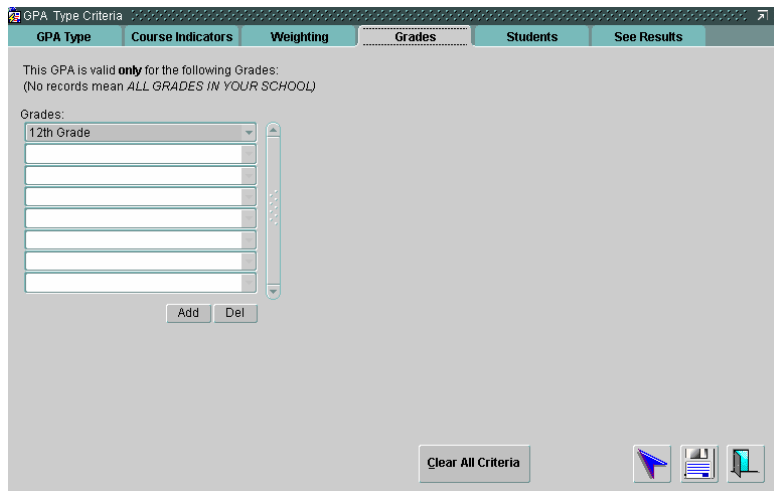 GPA Type Criteria
GPA Type Course Indicators Weighting Grades Students See Results
This GPA is valid only for the following Grades:
(No records mean ALL GRADES IN YOUR SCHOOL)
Grades:
12th Grade
Add Del
Clear All Criteria